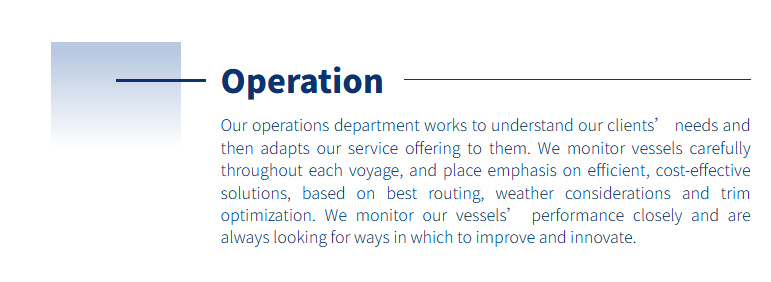 Operation
Our operations department works to understand our clients’ needs and
then adapts our service offering to them. We monitor vessels carefully
throughout each voyage, and place emphasis on efficient, cost-effective
solutions, based on best routing, weather considerations and trim
optimization. We monitor our vessels’ performance closely and are
always looking for ways in which to improve and innovate.